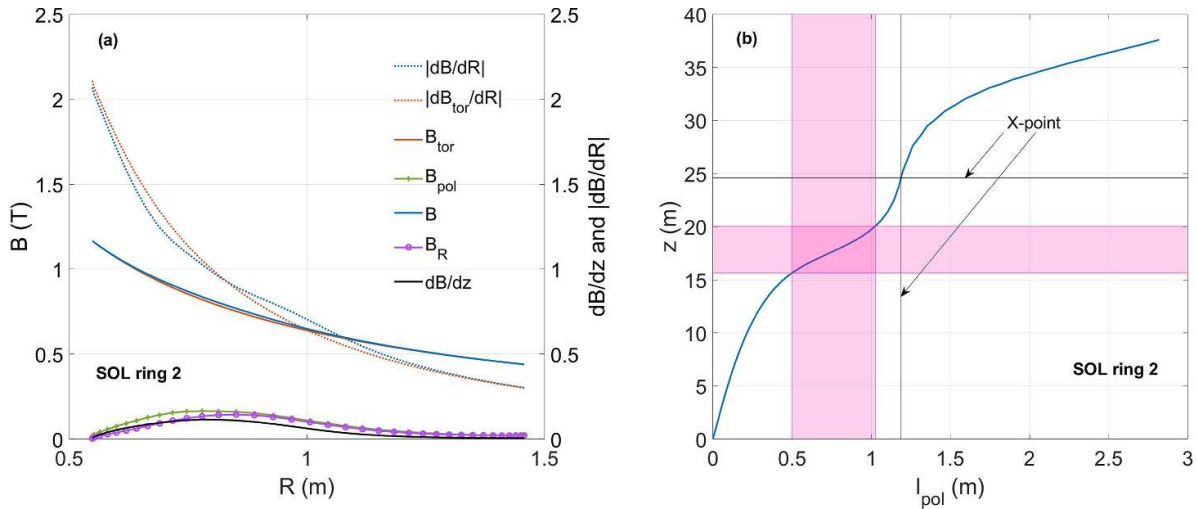 (a)
2.5
2
1.5
1
0.5
0
B (T)
|dB/dR|
|dB_tor/dR|
B_tor
B_pol
B
B_R
dB/dz
SOL ring 2
0.5
1
1.5
R (m)
2.5
2
1.5
1
0.5
0
dB/dz and |dB/dR|
(b)
40
35
30
25
20
15
10
5
0
z (m)
X-point
SOL ring 2
0
0.5
1
1.5
2
2.5
3
l_pol (m)